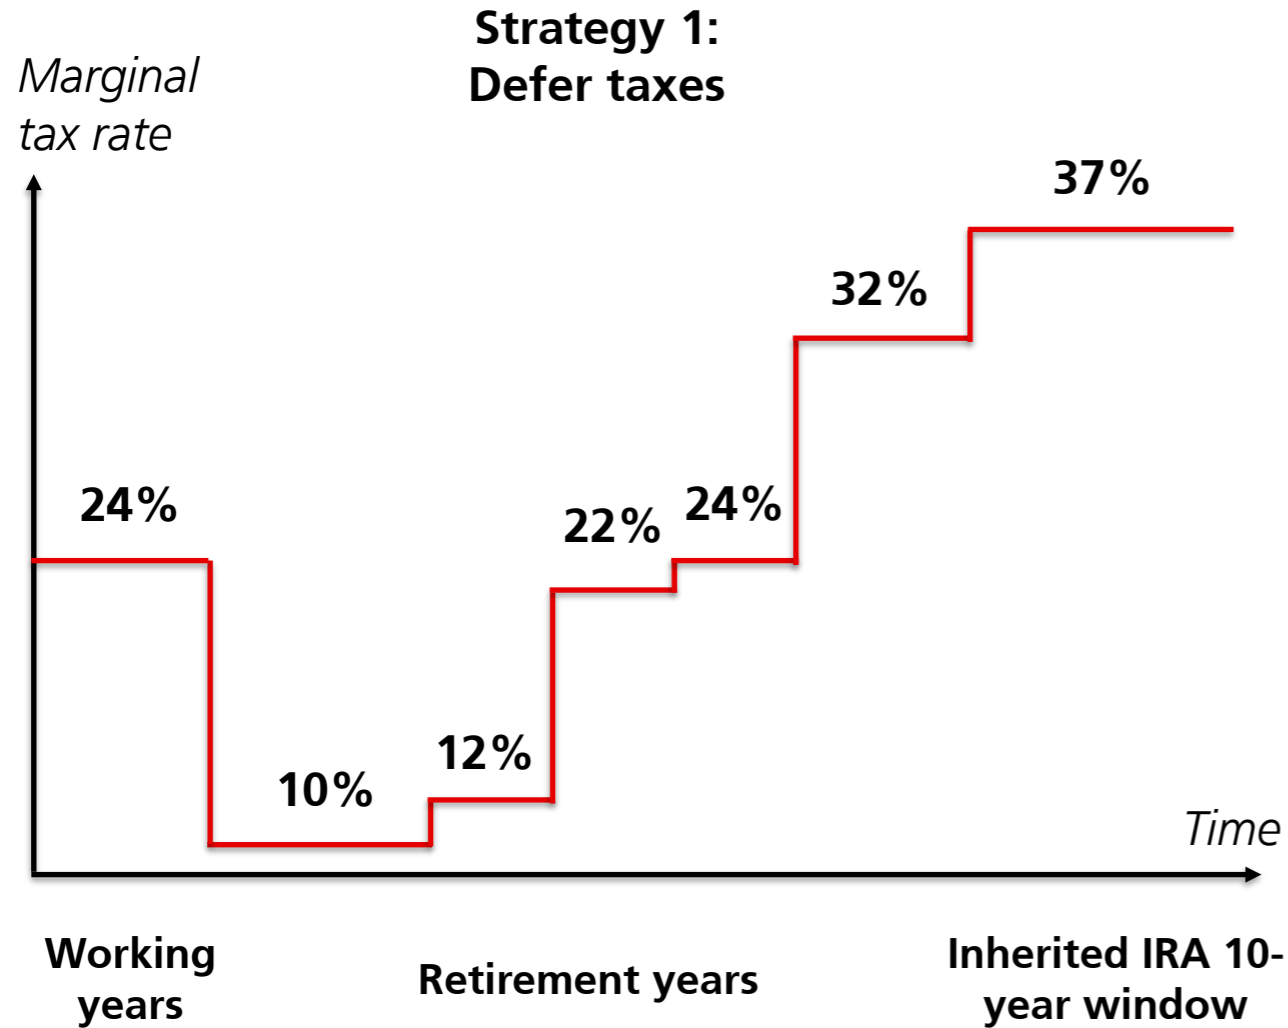 Strategy 1:
Defer taxes
Marginal
tax rate
37%
32%
24%
22%
24%
12%
10%
Time
Working
years
Retirement years
Inherited IRA 10-
year window